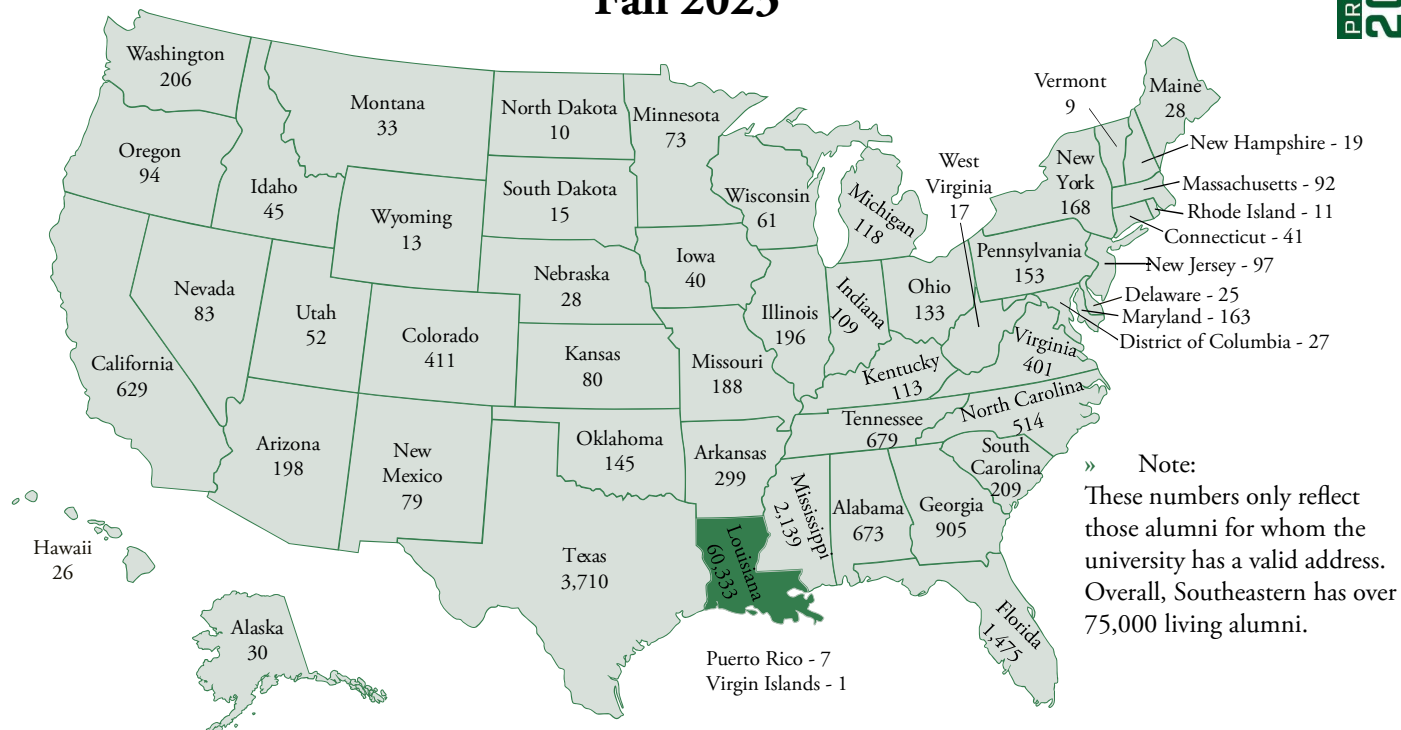 Fall 2023
PR
20
Washington
206
Oregon
94
Idaho
45
Montana
33
Wyoming
13
North Dakota
10
South Dakota
15
Nebraska
28
Minnesota
73
Wisconsin
61
Iowa
40
Michigan
118
Vermont
9
Maine
28
New Hampshire - 19
Massachusetts - 92
Rhode Island - 11
Connecticut - 41
New Jersey - 97
Delaware - 25
Maryland - 163
District of Columbia - 27
West
Virginia
17
New
York
168
Pennsylvania
153
Ohio
133
Indiana
109
Illinois
196
Nevada
83
Utah
52
Colorado
411
Kansas
80
Missouri
188
Kentucky
113
Virginia
401
California
629
Arizona
198
New
Mexico
79
Oklahoma
145
Arkansas
299
Tennessee
679
North Carolina
514
South
Carolina
209
Mississippi
2,139
Alabama
673
Georgia
905
Texas
3,710
Louisiana
60,333
Florida
1,475
Hawaii
26
Alaska
30
Puerto Rico - 7
Virgin Islands - 1
» Note:
These numbers only reflect
those alumni for whom the
university has a valid address.
Overall, Southeastern has over
75,000 living alumni.